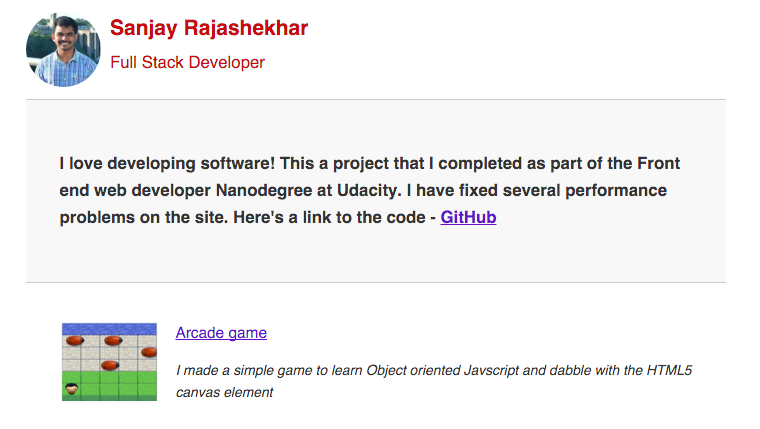 Sanjay Rajashekhar
Full Stack Developer
I love developing software! This a project that I completed as part of the Front
end web developer Nanodegree at Udacity. I have fixed several performance
problems on the site. Here's a link to the code - GitHub
Arcade game
I made a simple game to learn Object oriented Javscript and dabble with the HTML5
canvas element